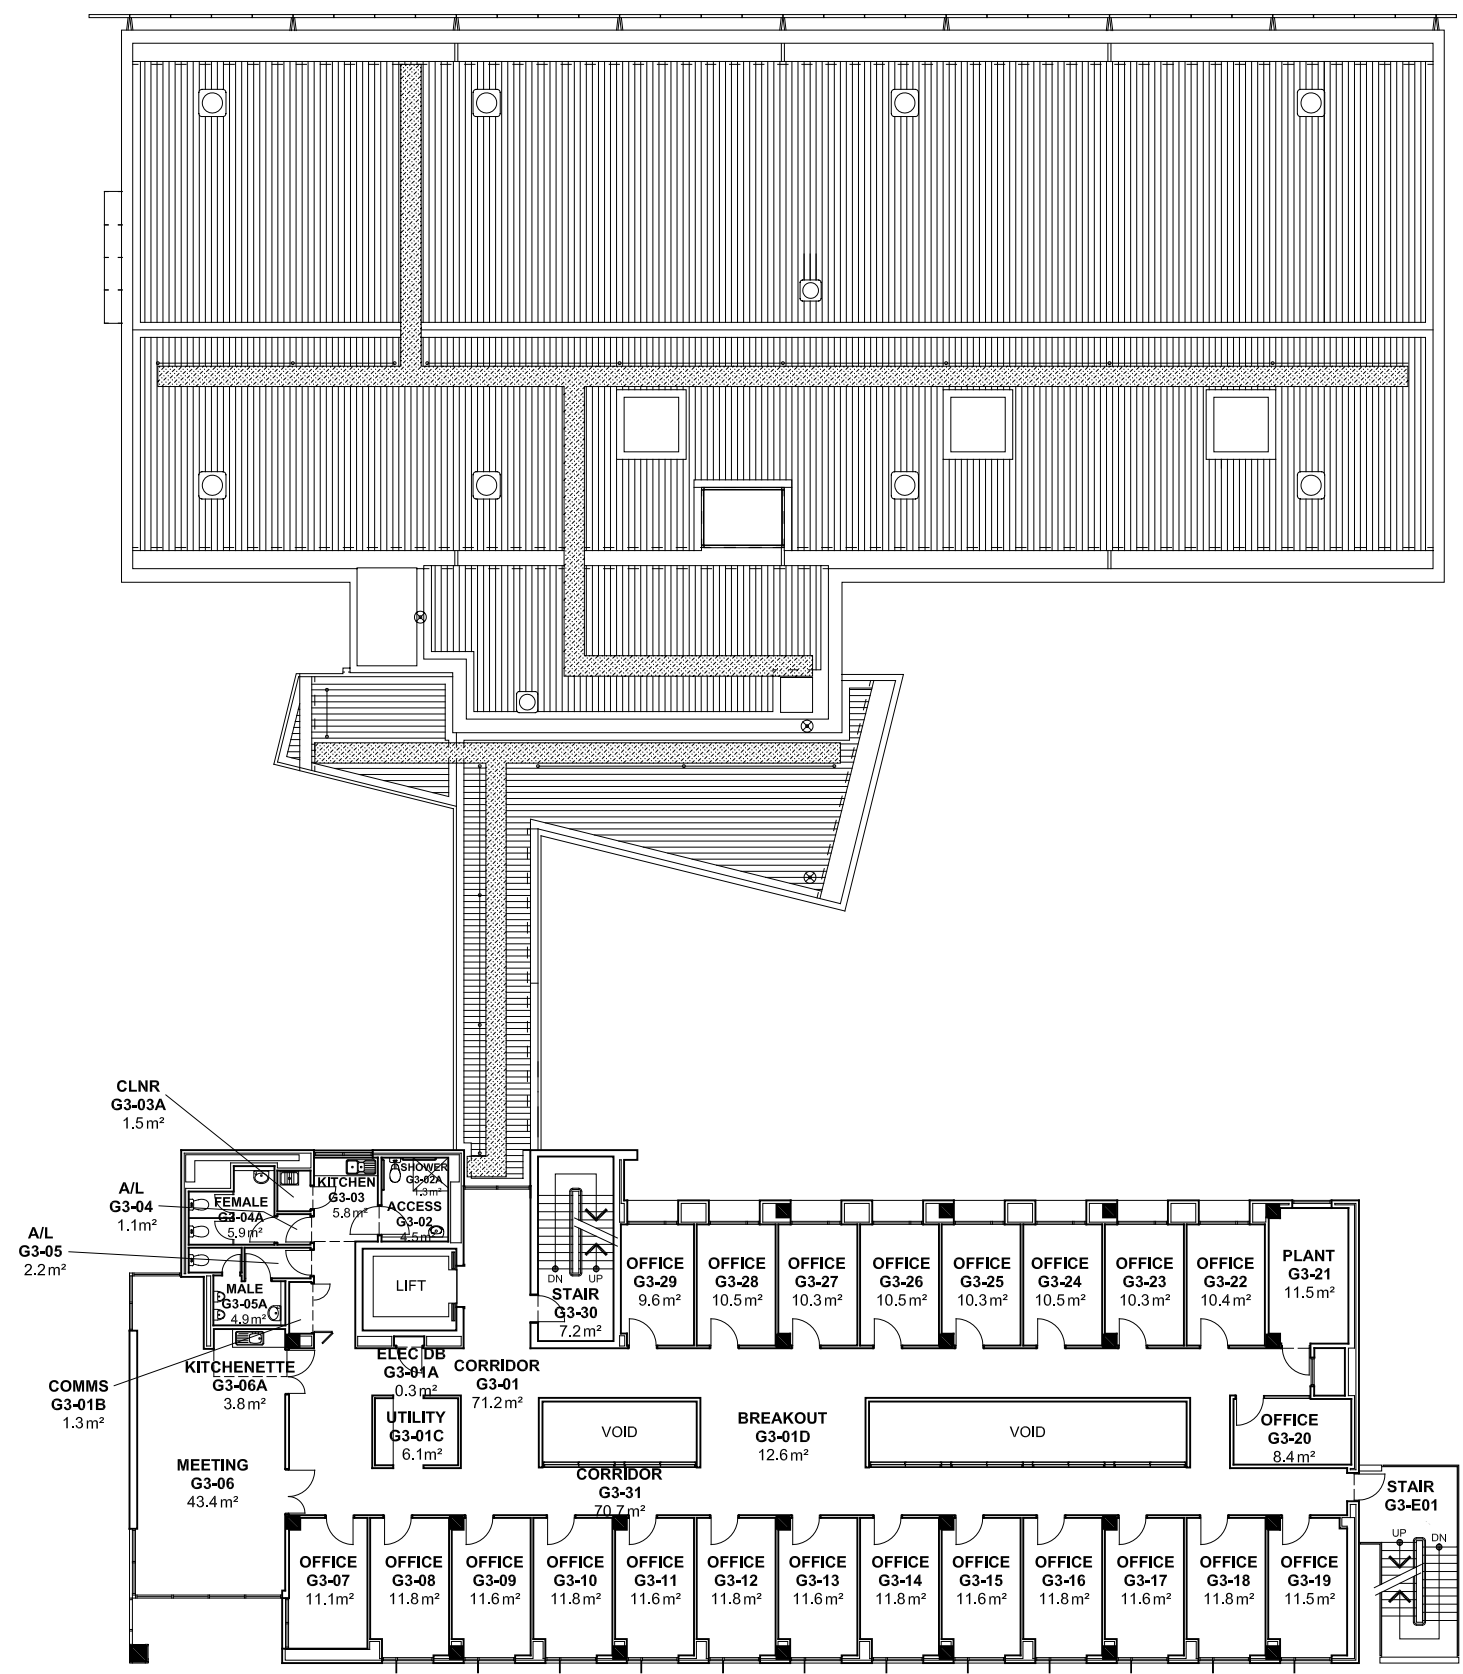 CLNR
G3-03A
1.5m²
A/L
G3-04
1.1m²
A/L
G3-05
2.2m²
COMMS
G3-01B
1.3m²
FEMALE
G3-04A
5.9m²
KITCHEN
G3-03
5.8m²
SHOWER
G3-02A
1.3m²
ACCESS
G3-02
4.5m²
MALE
G3-05A
4.9m²
LIFT
KITCHENETTE
G3-06A
3.8m²
ELEC DB
G3-01A
0.3m²
CORRIDOR
G3-01
71.2m²
UTILITY
G3-01C
6.1m²
MEETING
G3-06
43.4m²
DN
UP
STAIR
G3-30
7.2m²
OFFICE
G3-29
9.6m²
OFFICE
G3-28
10.5m²
OFFICE
G3-27
10.3m²
OFFICE
G3-26
10.5m²
OFFICE
G3-25
10.3m²
OFFICE
G3-24
10.5m²
OFFICE
G3-23
10.3m²
OFFICE
G3-22
10.4m²
PLANT
G3-21
11.5m²
VOID
BREAKOUT
G3-01D
12.6m²
VOID
OFFICE
G3-20
8.4m²
CORRIDOR
G3-31
70.7m²
STAIR
G3-E01
UP
DN
OFFICE
G3-07
11.1m²
OFFICE
G3-08
11.8m²
OFFICE
G3-09
11.6m²
OFFICE
G3-10
11.8m²
OFFICE
G3-11
11.6m²
OFFICE
G3-12
11.8m²
OFFICE
G3-13
11.6m²
OFFICE
G3-14
11.8m²
OFFICE
G3-15
11.6m²
OFFICE
G3-16
11.8m²
OFFICE
G3-17
11.6m²
OFFICE
G3-18
11.8m²
OFFICE
G3-19
11.5m²